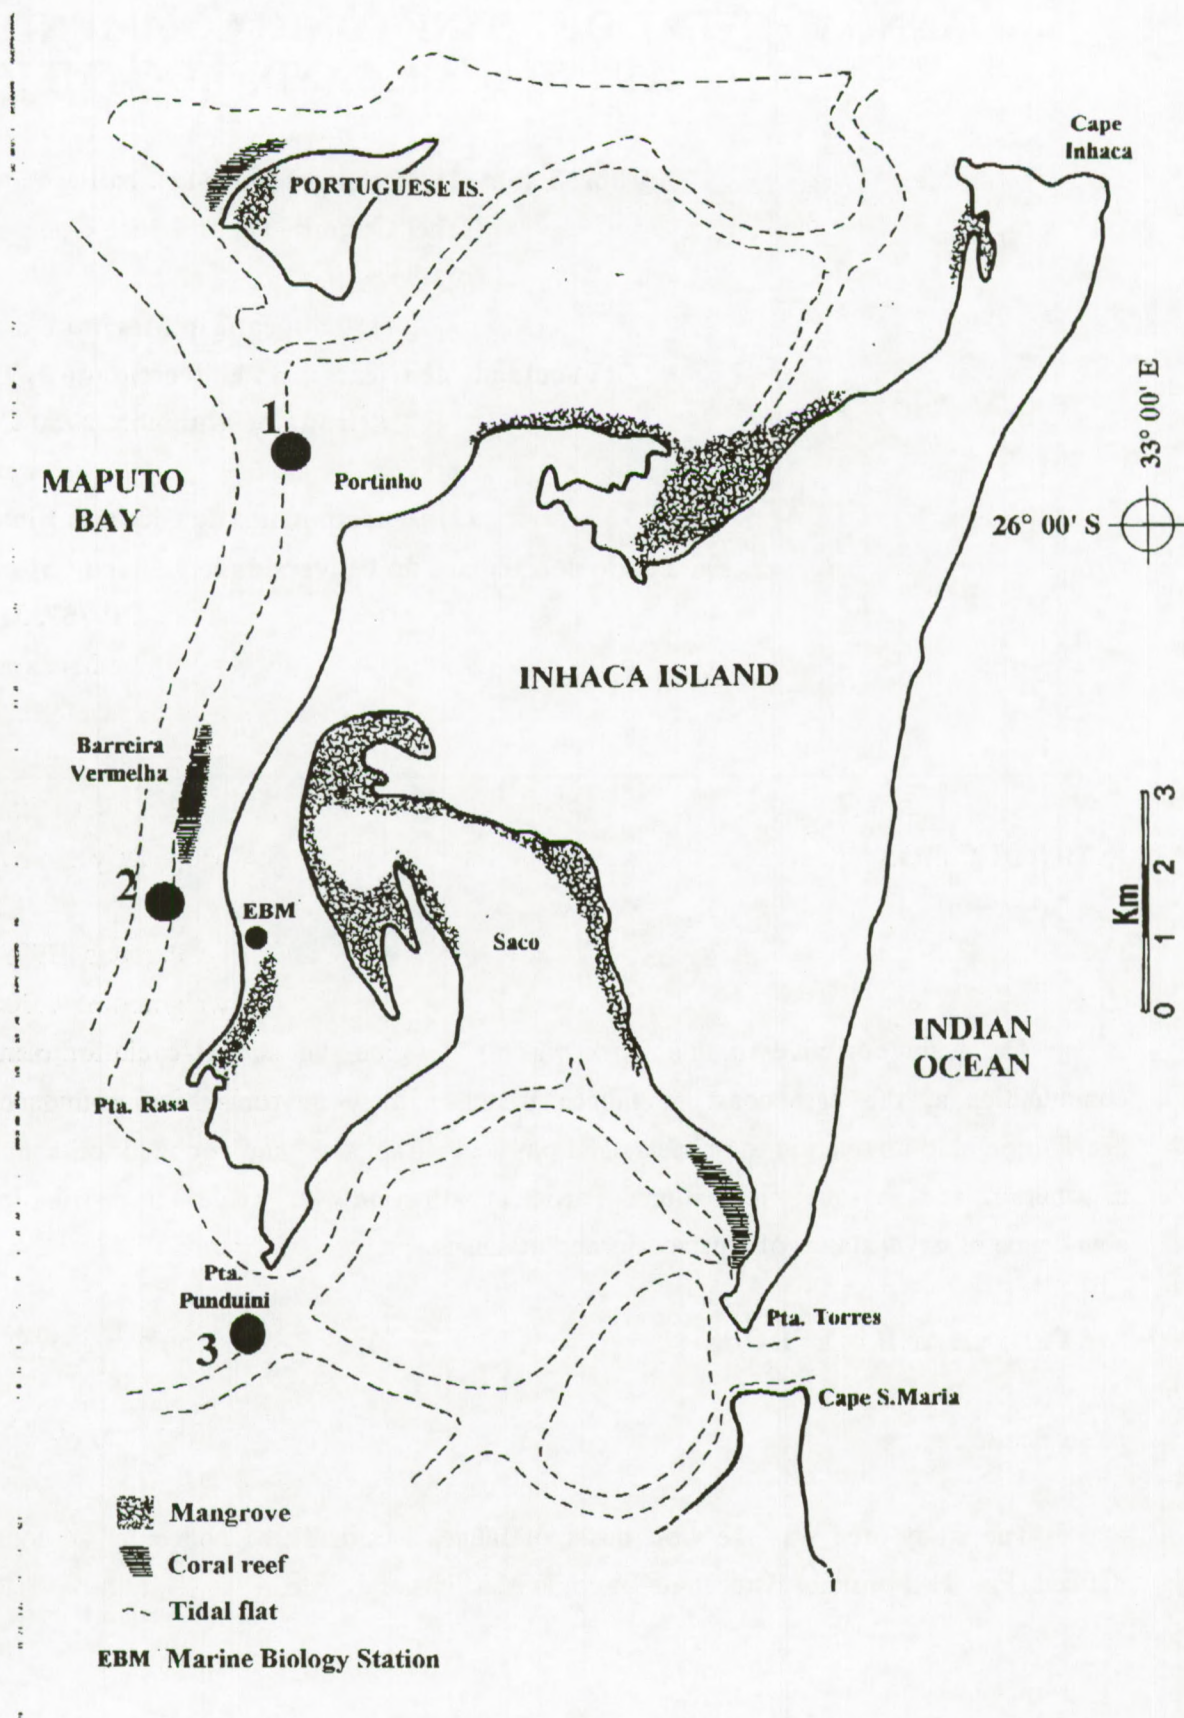 Cape
Inhaca
PORTUGUESE IS.
33° 00' E
1
MAPUTO
BAY
Portinho
26° 00' S
INHACA ISLAND
Barreira
Vermelha
3
2
1
0
Km
2
EBM
Saco
INDIAN
OCEAN
Pta. Rasa
Pta.
Punduini
3
Pta. Torres
Cape S.Maria
Mangrove
Coral reef
Tidal flat
EBM Marine Biology Station